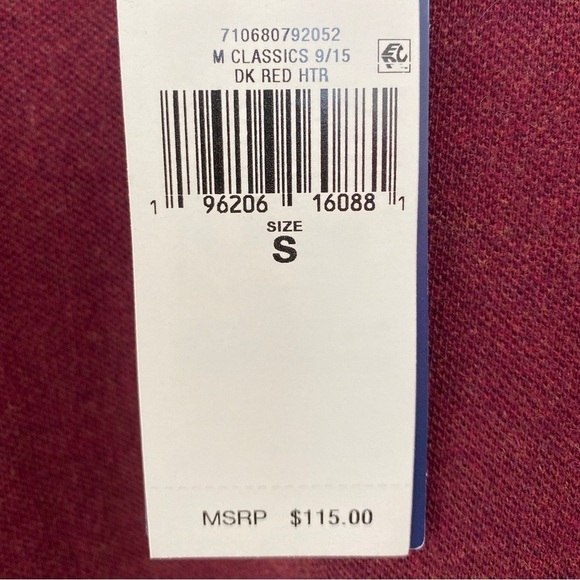 710680792052
M CLASSICS 9/15
DK RED HTR
1 96206 16088 1
SIZE
S
MSRP $115.00